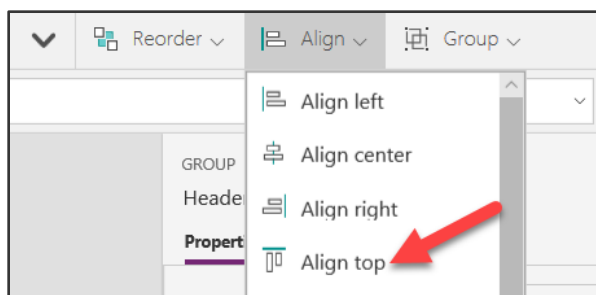 Reorder Align Group
Align left
Align center
GROUP
Heade
Align right
Propert
Align top